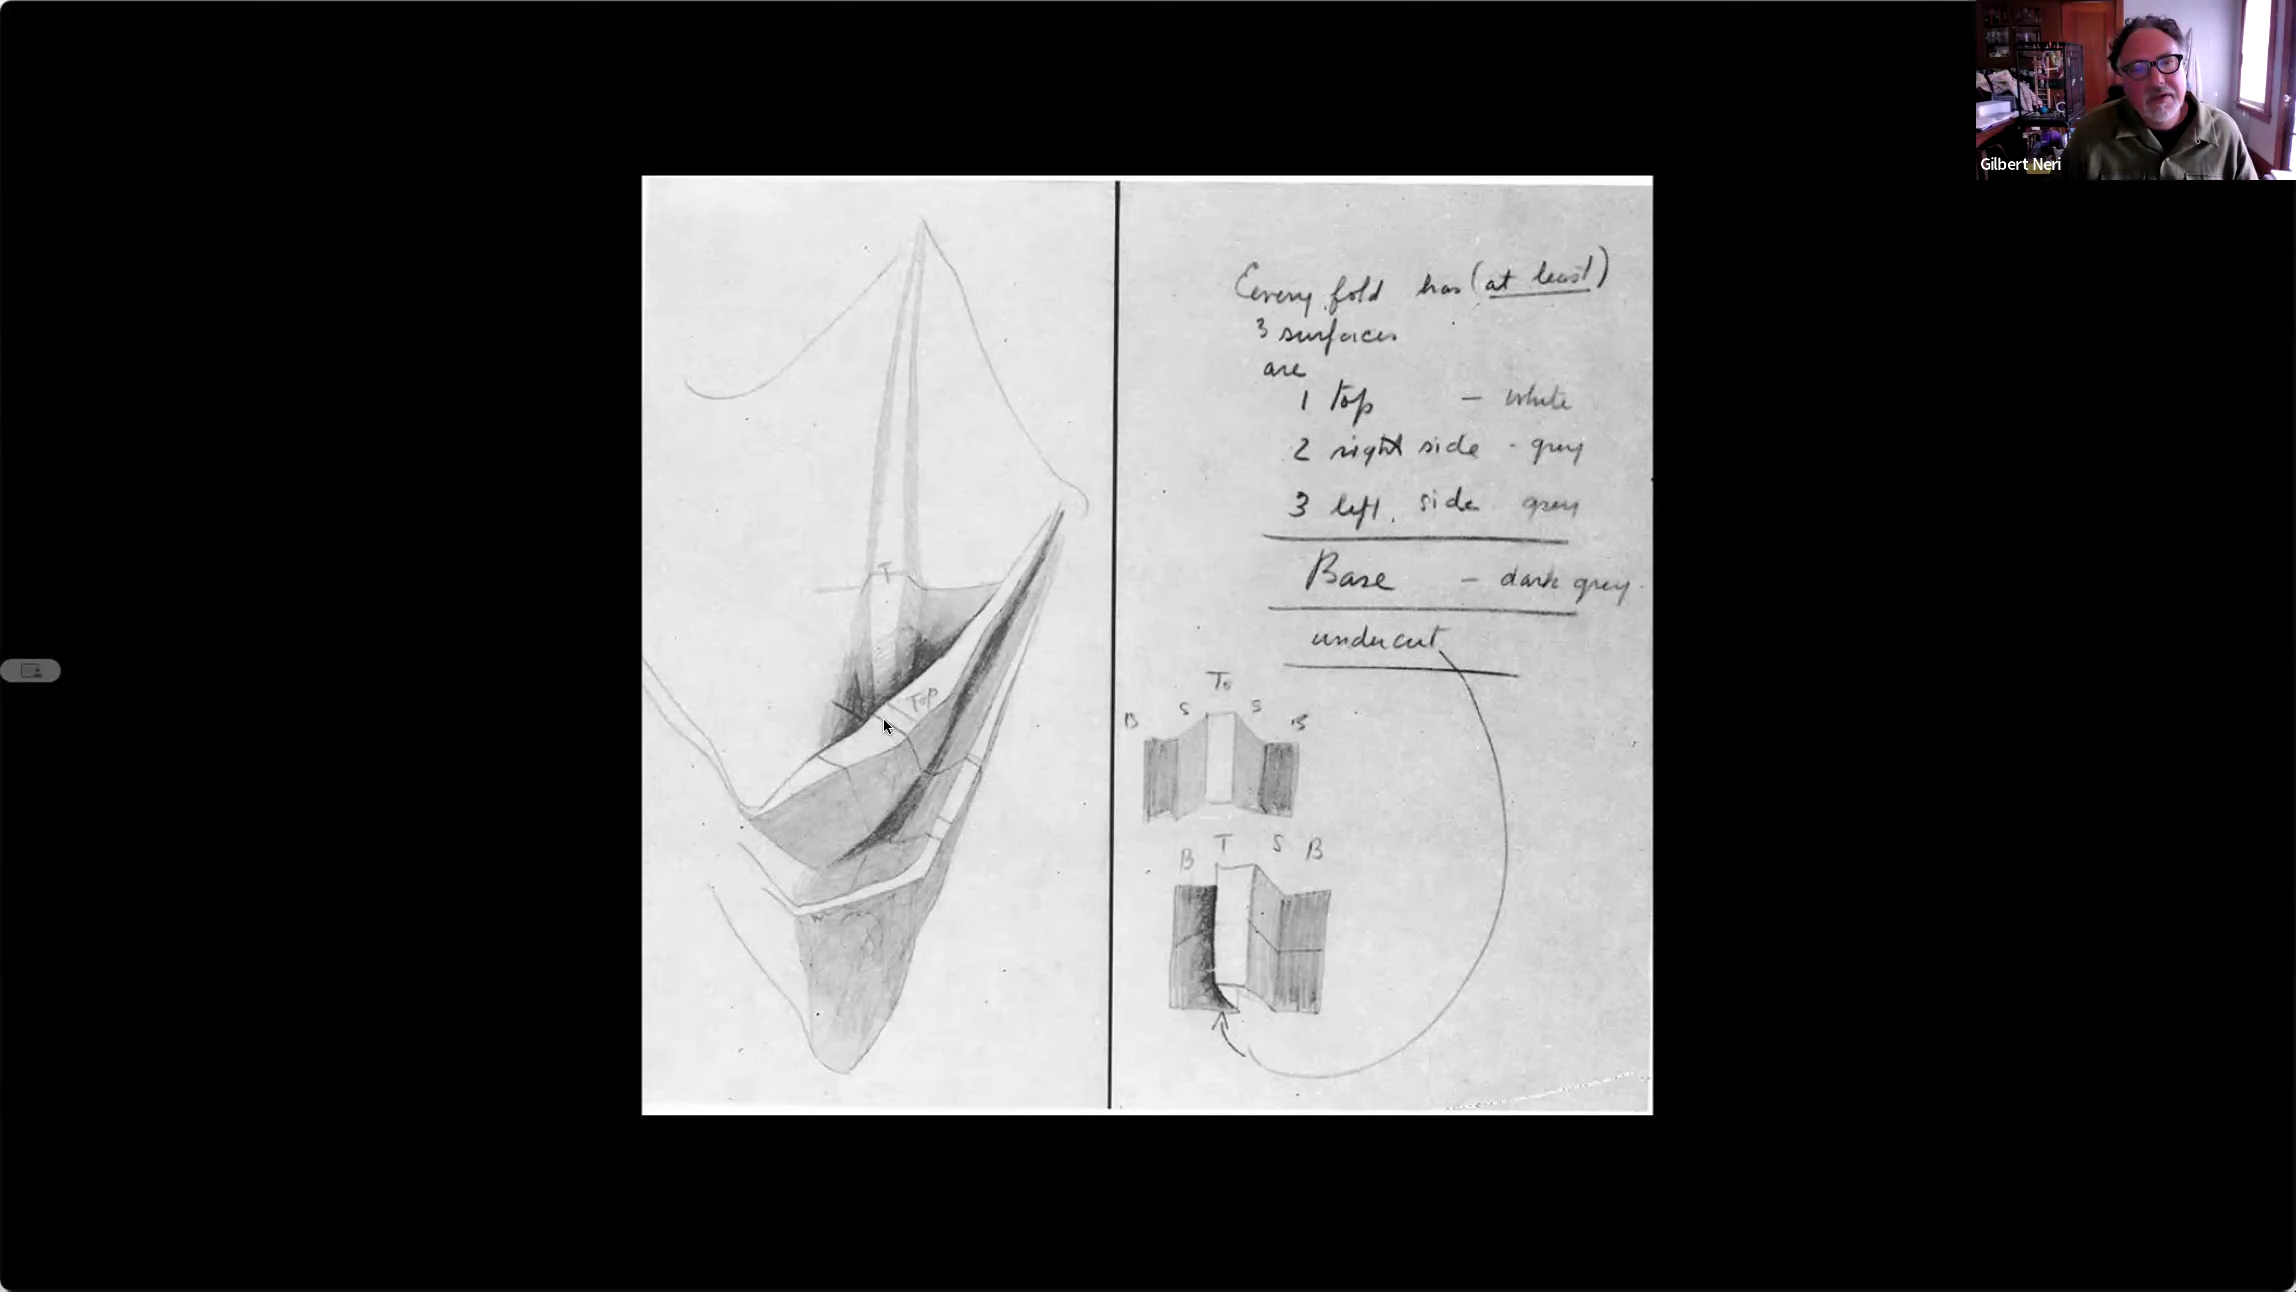 Gilbert Neri
Every fold has (at least)
3 surfaces
are
1 top — white
2 right side - grey
3 left side grey
Base — dark grey
undercut
To
B S S B
B T S B
T
Top